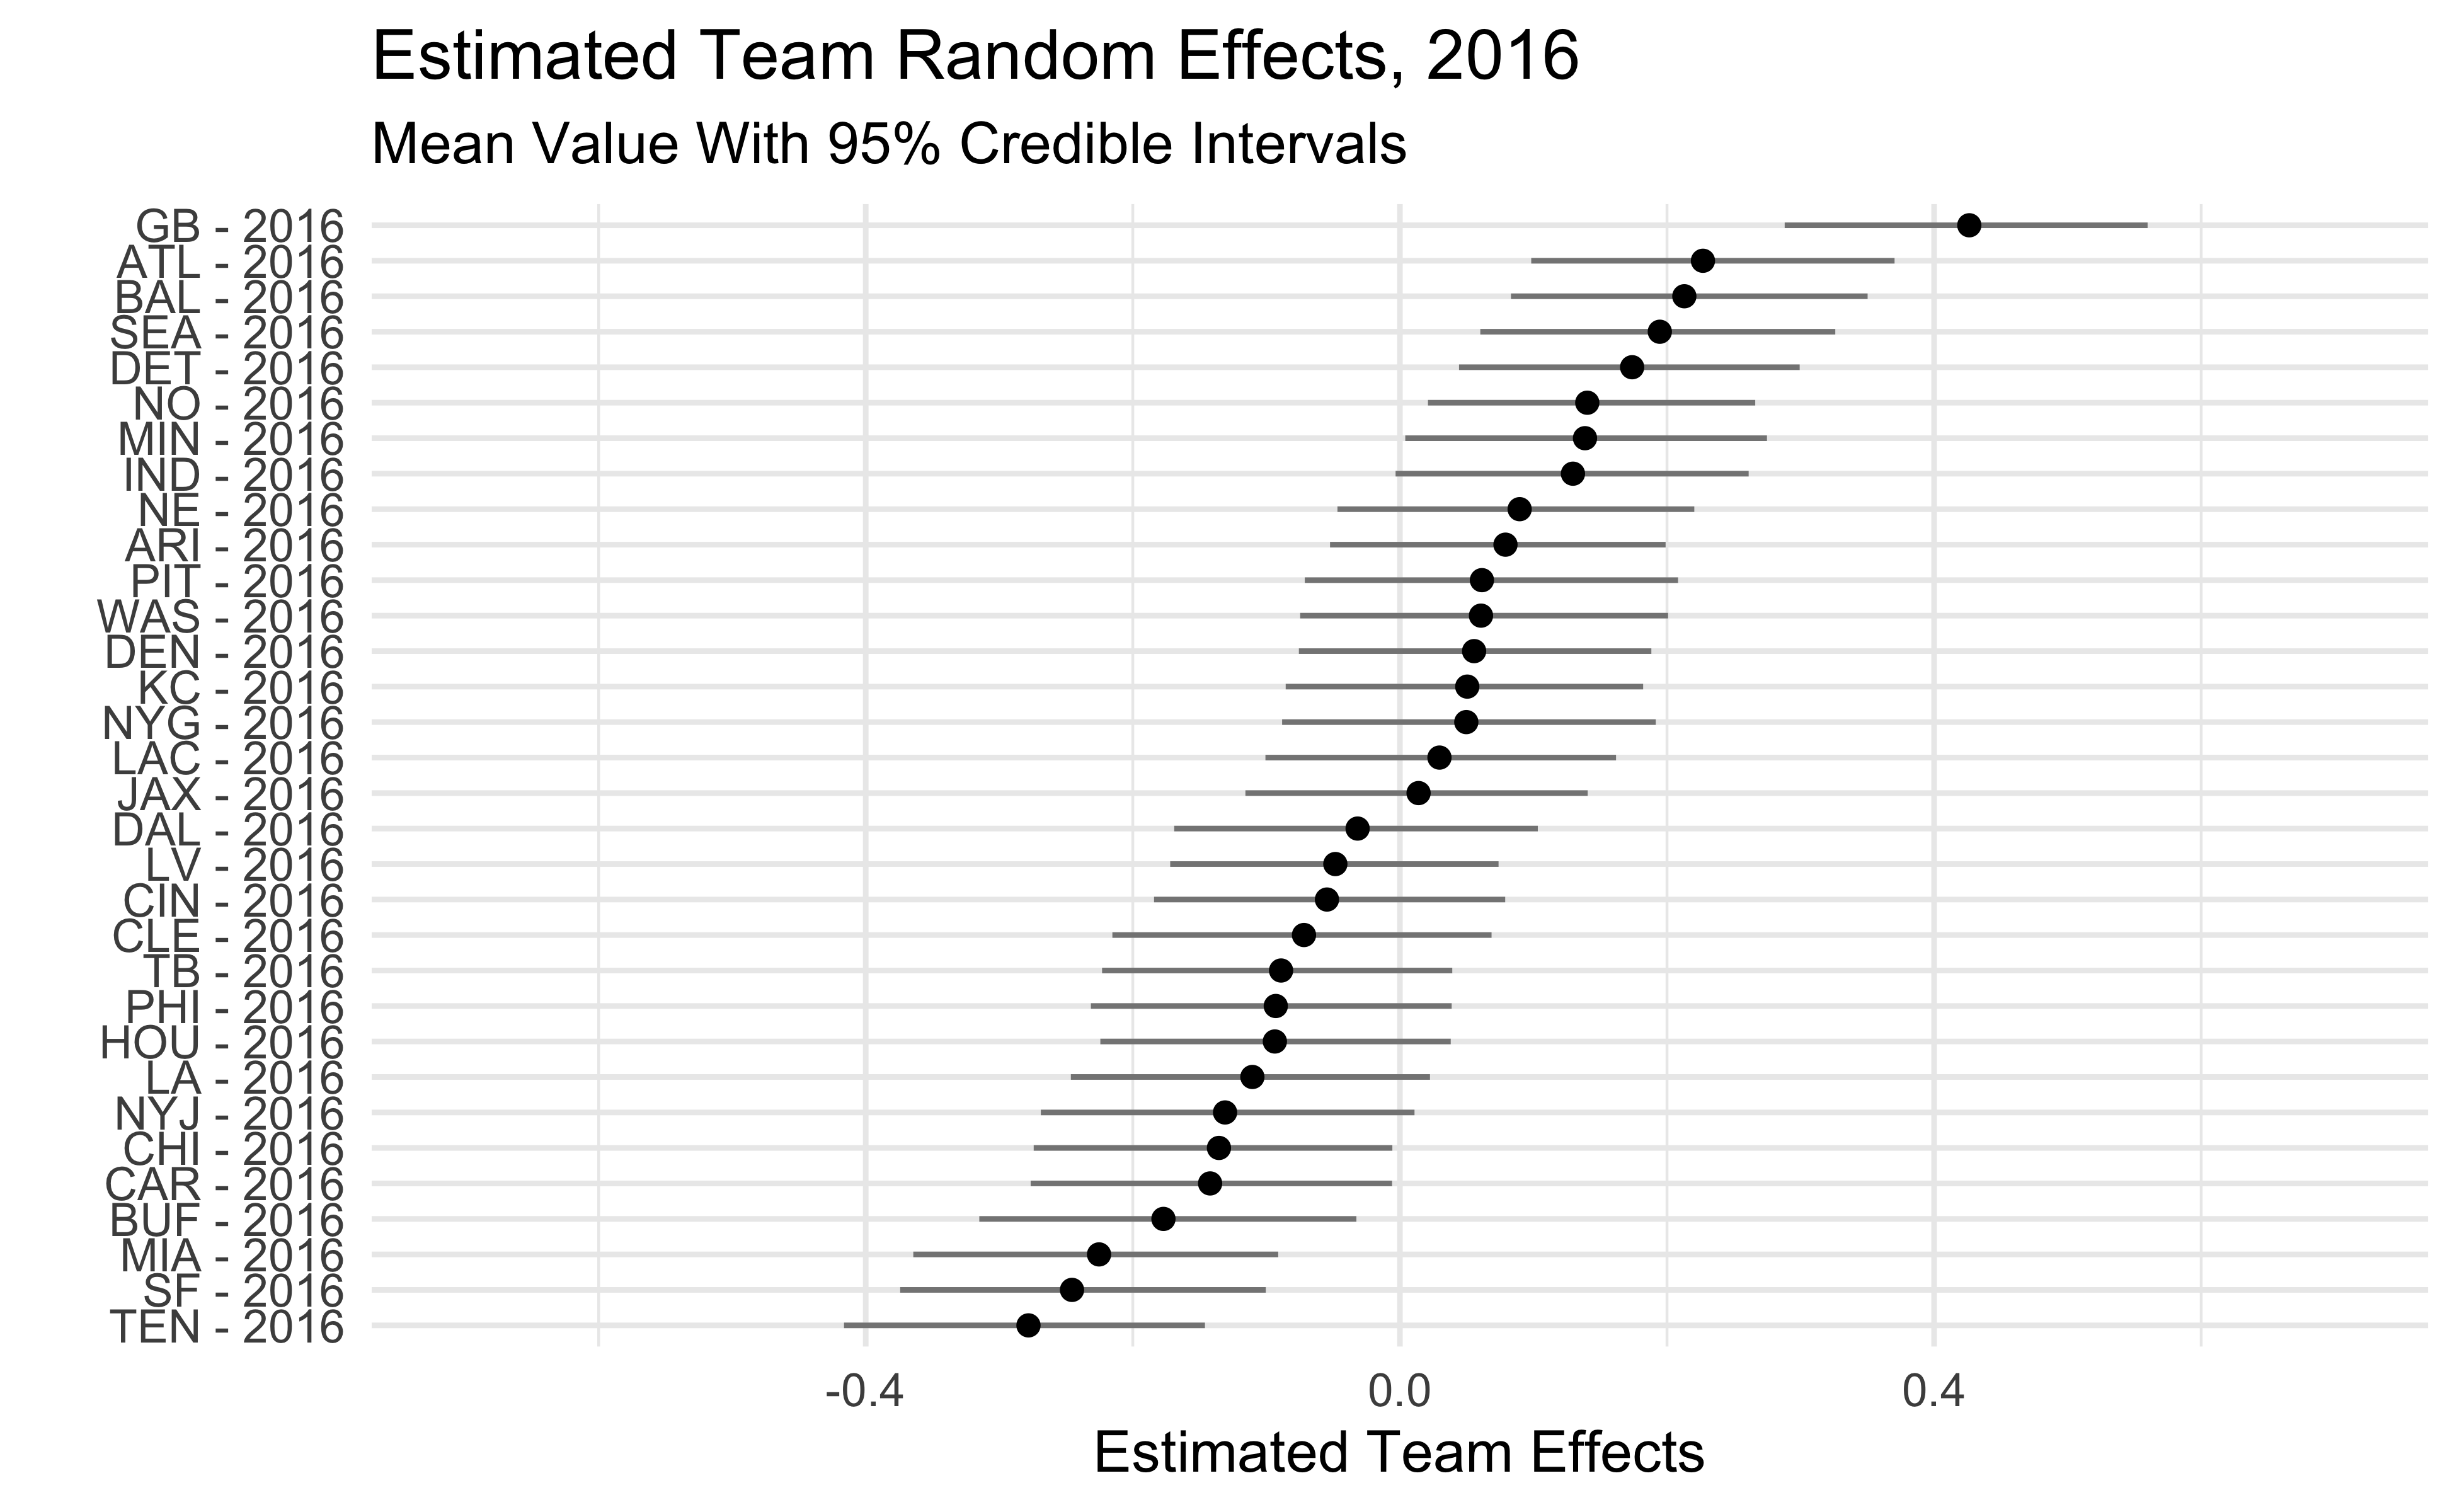 Estimated Team Random Effects, 2016
Mean Value With 95% Credible Intervals
GB - 2016
ATL - 2016
BAL - 2016
SEA - 2016
DET - 2016
NO - 2016
MIN - 2016
IND - 2016
NE - 2016
ARI - 2016
PIT - 2016
WAS - 2016
DEN - 2016
KC - 2016
NYG - 2016
LAC - 2016
JAX - 2016
DAL - 2016
LV - 2016
CIN - 2016
CLE - 2016
TB - 2016
PHI - 2016
HOU - 2016
LA - 2016
NYJ - 2016
CHI - 2016
CAR - 2016
BUF - 2016
MIA - 2016
SF - 2016
TEN - 2016
-0.4 0.0 0.4
Estimated Team Effects